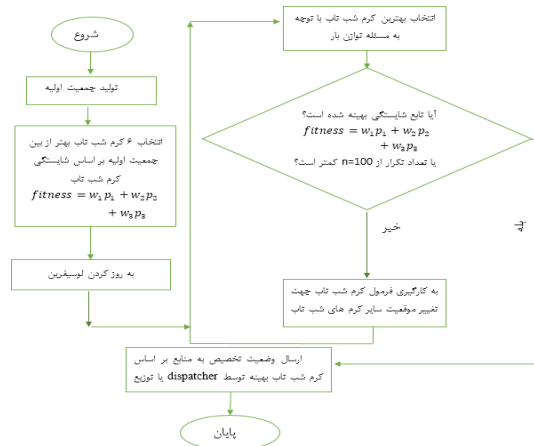 شروع
تولید جمعیت اولیه
انتخاب ۶ کرم شب تاب بهتر از بین
جمعیت اولیه بر اساس شایستگی
کرم شب تاب
fitness = w₁p₁ + w₂p₂
+ w₃p₃
به روز کردن لوسیفرین
انتخاب بهترین کرم شب تاب با توجه
به مسئله توازن بار
آیا تابع شایستگی بهینه شده است؟
fitness = w₁p₁ + w₂p₂
+ w₃p₃
یا تعداد تکرار از n=100 کمتر است؟
خیر
بله
به کارگیری فرمول کرم شب تاب جهت
تغییر موقعیت سایر کرم های شب تاب
ارسال وضعیت تخصیص به منابع بر اساس
کرم شب تاب بهینه توسط dispatcher یا توزیع
پایان